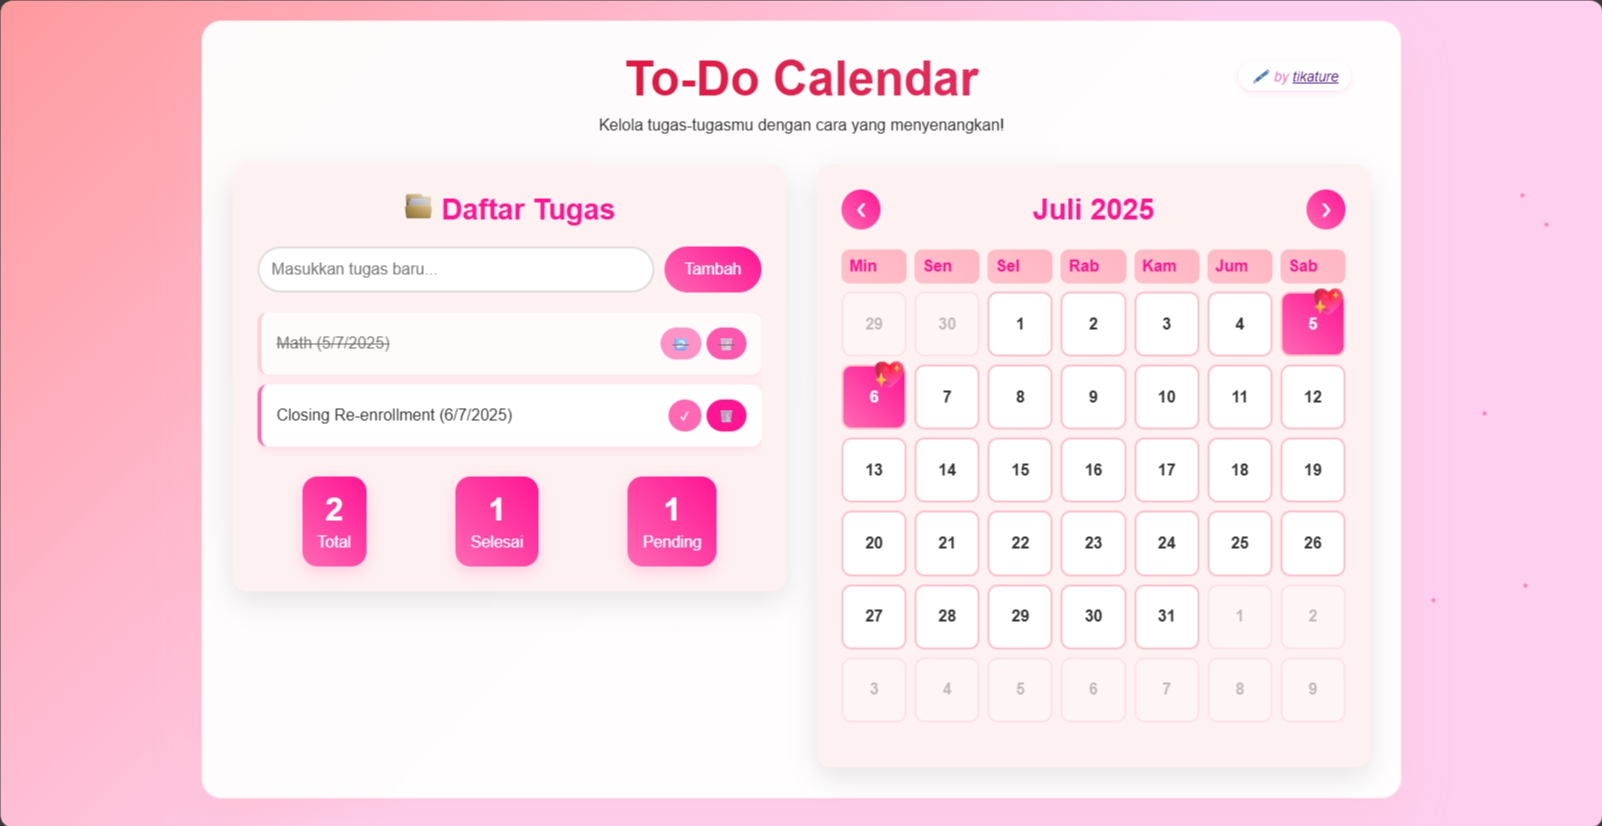 To-Do Calendar
by tikature
Kelola tugas-tugasmu dengan cara yang menyenangkan!
Daftar Tugas
Masukkan tugas baru...
Tambah
Math (5/7/2025)
Closing Re-enrollment (6/7/2025)
✓
2
Total
1
Selesai
1
Pending
‹
Juli 2025
›
Min Sen Sel Rab Kam Jum Sab
29 30 1 2 3 4 5
6 7 8 9 10 11 12
13 14 15 16 17 18 19
20 21 22 23 24 25 26
27 28 29 30 31 1 2
3 4 5 6 7 8 9